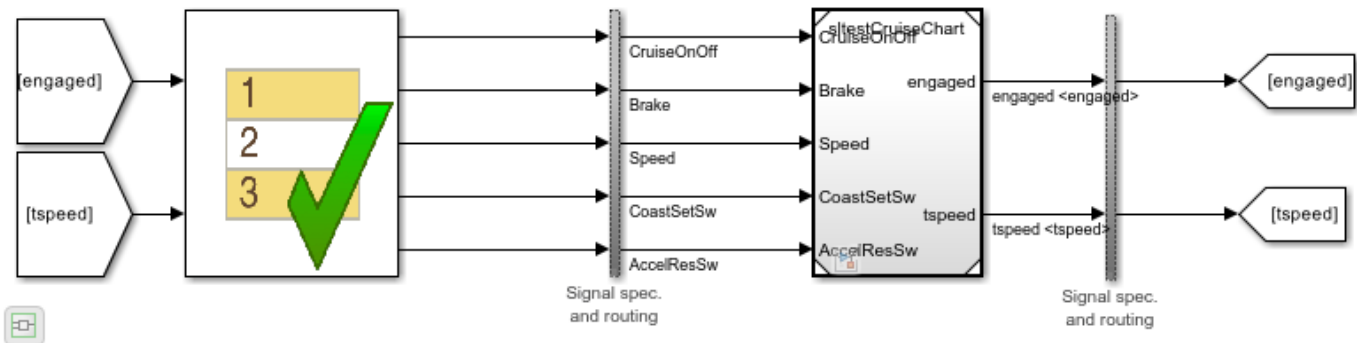 [engaged]
[tspeed]
1
2
3
CruiseOnOff
Brake
Speed
CoastSetSw
AccelResSw
Signal spec.
and routing
sltestCruiseChart
CruiseOnOff
Brake
Speed
CoastSetSw
AccelResSw
engaged
tspeed
engaged <engaged>
tspeed <tspeed>
Signal spec.
and routing
[engaged]
[tspeed]